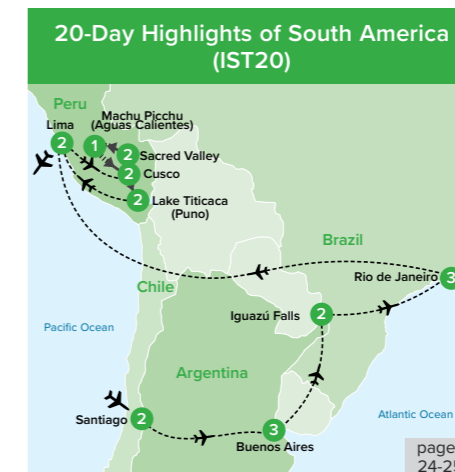 20-Day Highlights of South America
(IST20)
Peru
Lima
Machu Picchu
(Aguas Calientes)
2
1
2
Sacred Valley
2
Cusco
2
Lake Titicaca
(Puno)
Brazil
Rio de Janeiro
3
Chile
Iguazú Falls
2
Pacific Ocean
Argentina
Atlantic Ocean
Santiago
2
3
Buenos Aires